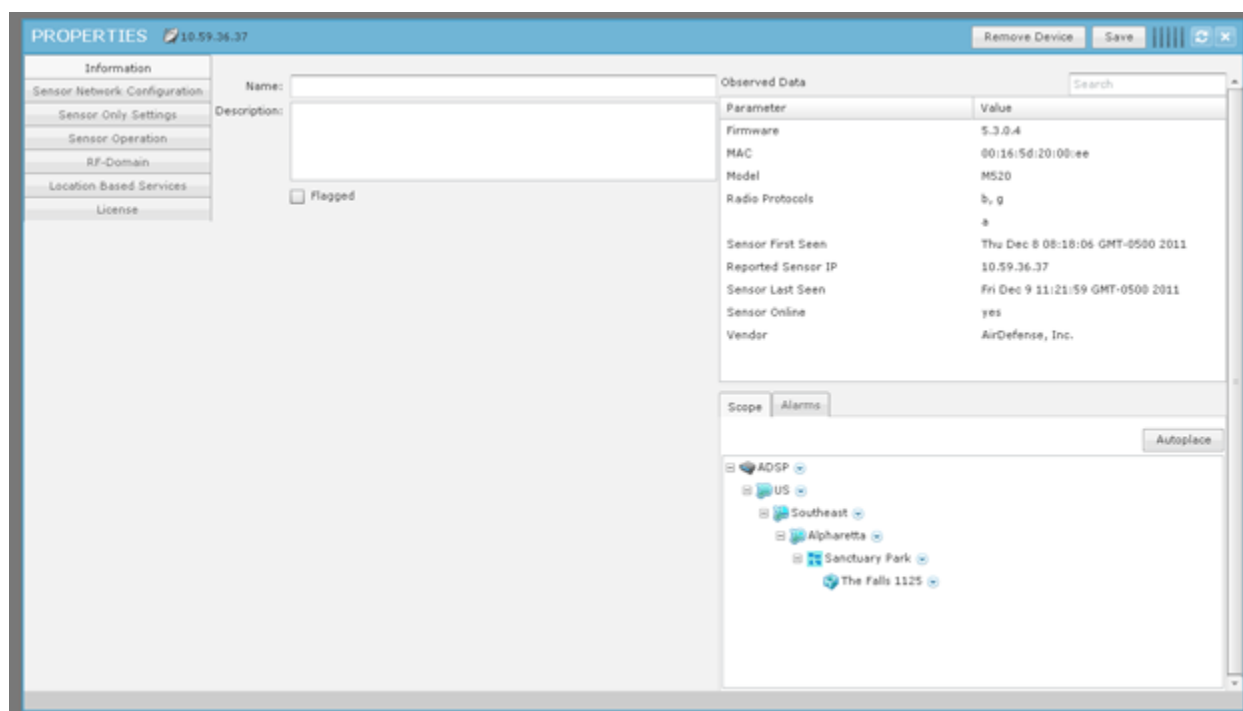 PROPERTIES 10.59.36.37 Remove Device Save
Information
Sensor Network Configuration
Sensor Only Settings
Sensor Operation
RF-Domain
Location Based Services
License
Name:
Description:
Flagged
Observed Data Search
Parameter Value
Firmware 5.3.0.4
MAC 00:16:5d:20:00:ee
Model M520
Radio Protocols b, g
a
Sensor First Seen Thu Dec 8 08:18:06 GMT-0500 2011
Reported Sensor IP 10.59.36.37
Sensor Last Seen Fri Dec 9 11:21:59 GMT-0500 2011
Sensor Online yes
Vendor AirDefense, Inc.
Scope Alarms
Autoplace
ADSP
US
Southeast
Alpharetta
Sanctuary Park
The Falls 1125